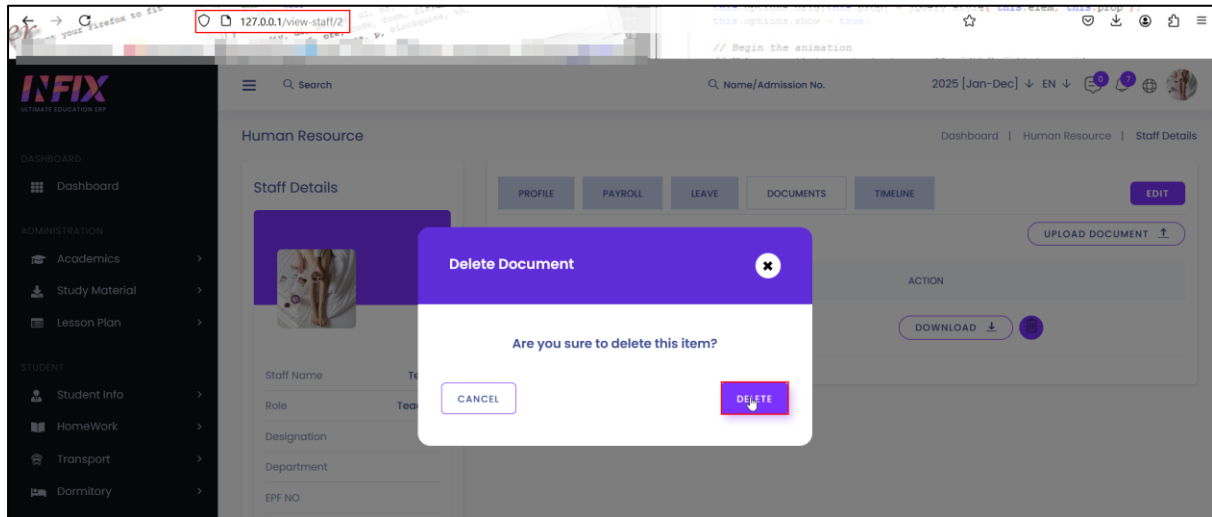 127.0.0.1/view-staff/2
// Begin the animation
INFIX
ULTIMATE EDUCATION ERP
Search
Name/Admission No.
2025 [Jan-Dec] EN 0 7
Human Resource
Dashboard | Human Resource | Staff Details
DASHBOARD
Dashboard
ADMINISTRATION
Academics
Study Material
Lesson Plan
STUDENT
Student Info
HomeWork
Transport
Dormitory
Staff Details
Staff Name
Role
Designation
Department
EPF NO
PROFILE PAYROLL LEAVE DOCUMENTS TIMELINE EDIT
UPLOAD DOCUMENT
ACTION
DOWNLOAD
Delete Document
Are you sure to delete this item?
CANCEL DELETE